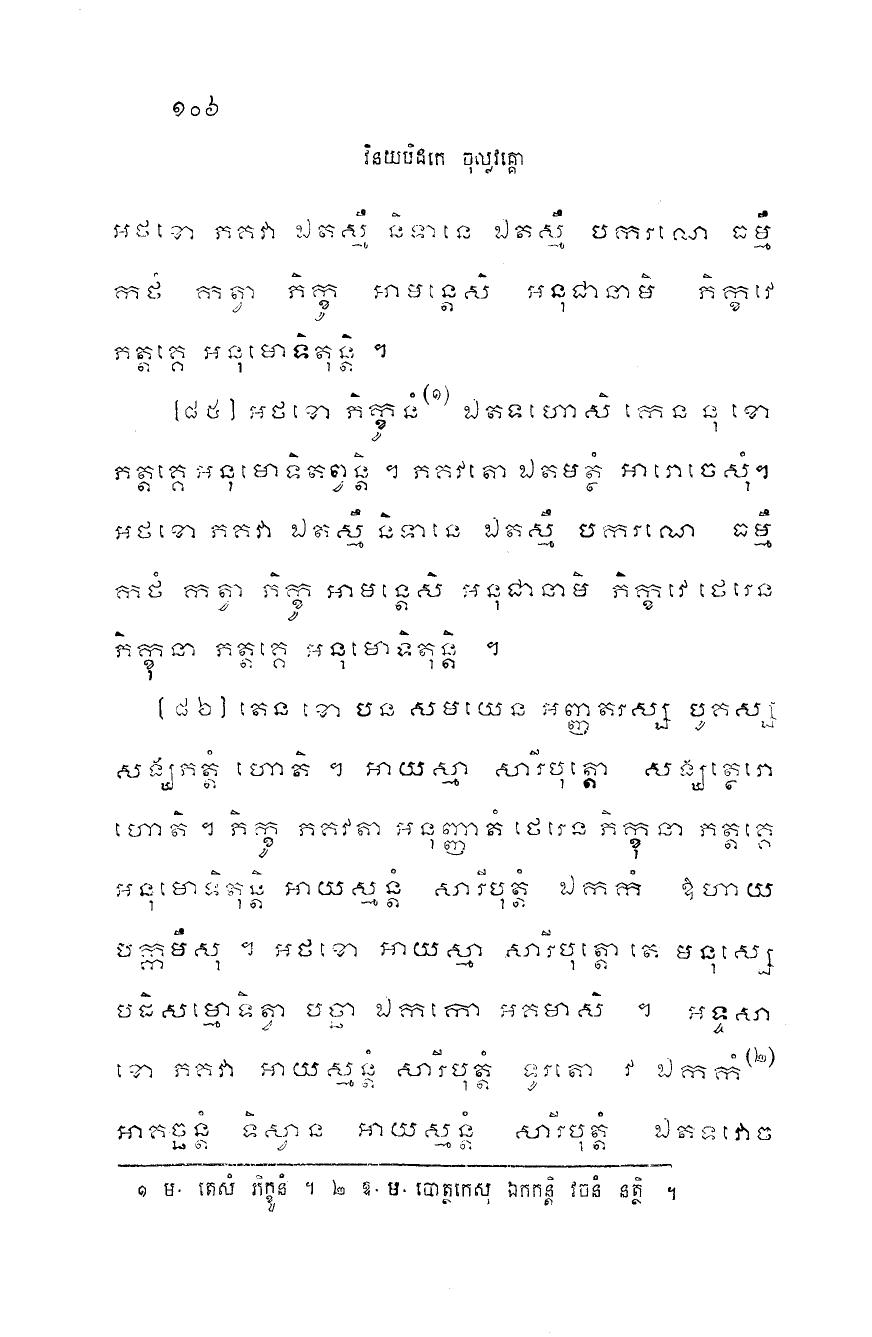 ១០៦
វិនយបិដកេ ចុល្លវគ្គោ
អថខោ ភគវា ឯតស្មឹ និទានេ ឯតស្មឹ បករណេ ធម្មឹ
កថំ កត្វា ភិក្ខូ អាមន្តេសិ អនុជានាមិ ភិក្ខវេ
ភត្តគ្គេ អនុមោទិតុន្តិ ។
[៨៥] អថខោ ភិក្ខូនំ(១) ឯតទហោសិ កេន នុ ខោ
ភត្តគ្គេ អនុមោទិតព្វន្តិ ។ ភគវតោ ឯតមត្ថំ អារោចេសុំ។
អថខោ ភគវា ឯតស្មឹ និទានេ ឯតស្មឹ បករណេ ធម្មឹ
កថំ កត្វា ភិក្ខូ អាមន្តេសិ អនុជានាមិ ភិក្ខវេ ថេរេន
ភិក្ខុនា ភត្តគ្គេ អនុមោទិតុន្តិ ។
[៨៦] តេន ខោ បន សមយេន អញ្ញតរស្ស បូគស្ស
សង្ឃភត្តំ ហោតិ ។ អាយស្មា សារីបុត្តោ សង្ឃត្ថេរោ
ហោតិ ។ ភិក្ខូ ភគវតា អនុញ្ញាតំ ថេរេន ភិក្ខុនា ភត្តគ្គេ
អនុមោទិតុន្តិ អាយស្មន្តំ សារីបុត្តំ ឯកកំ ឱហាយ
បក្កមឹសុ ។ អថខោ អាយស្មា សារីបុត្តោ តេ មនុស្សេ
បដិសម្មោទិត្វា បច្ឆា ឯកកោ អគមាសិ ។ អទ្ទសា
ខោ ភគវា អាយស្មន្តំ សារីបុត្តំ ទូរតោ វ ឯកកំ(២)
អាគច្ឆន្តំ ទិស្វាន អាយស្មន្តំ សារីបុត្តំ ឯតទវោច
១ ម. តេសំ ភិក្ខូនំ ។ ២ ឱ. ម. បោត្ថកេសុ ឯកកន្តិ វចនំ នត្ថិ ។